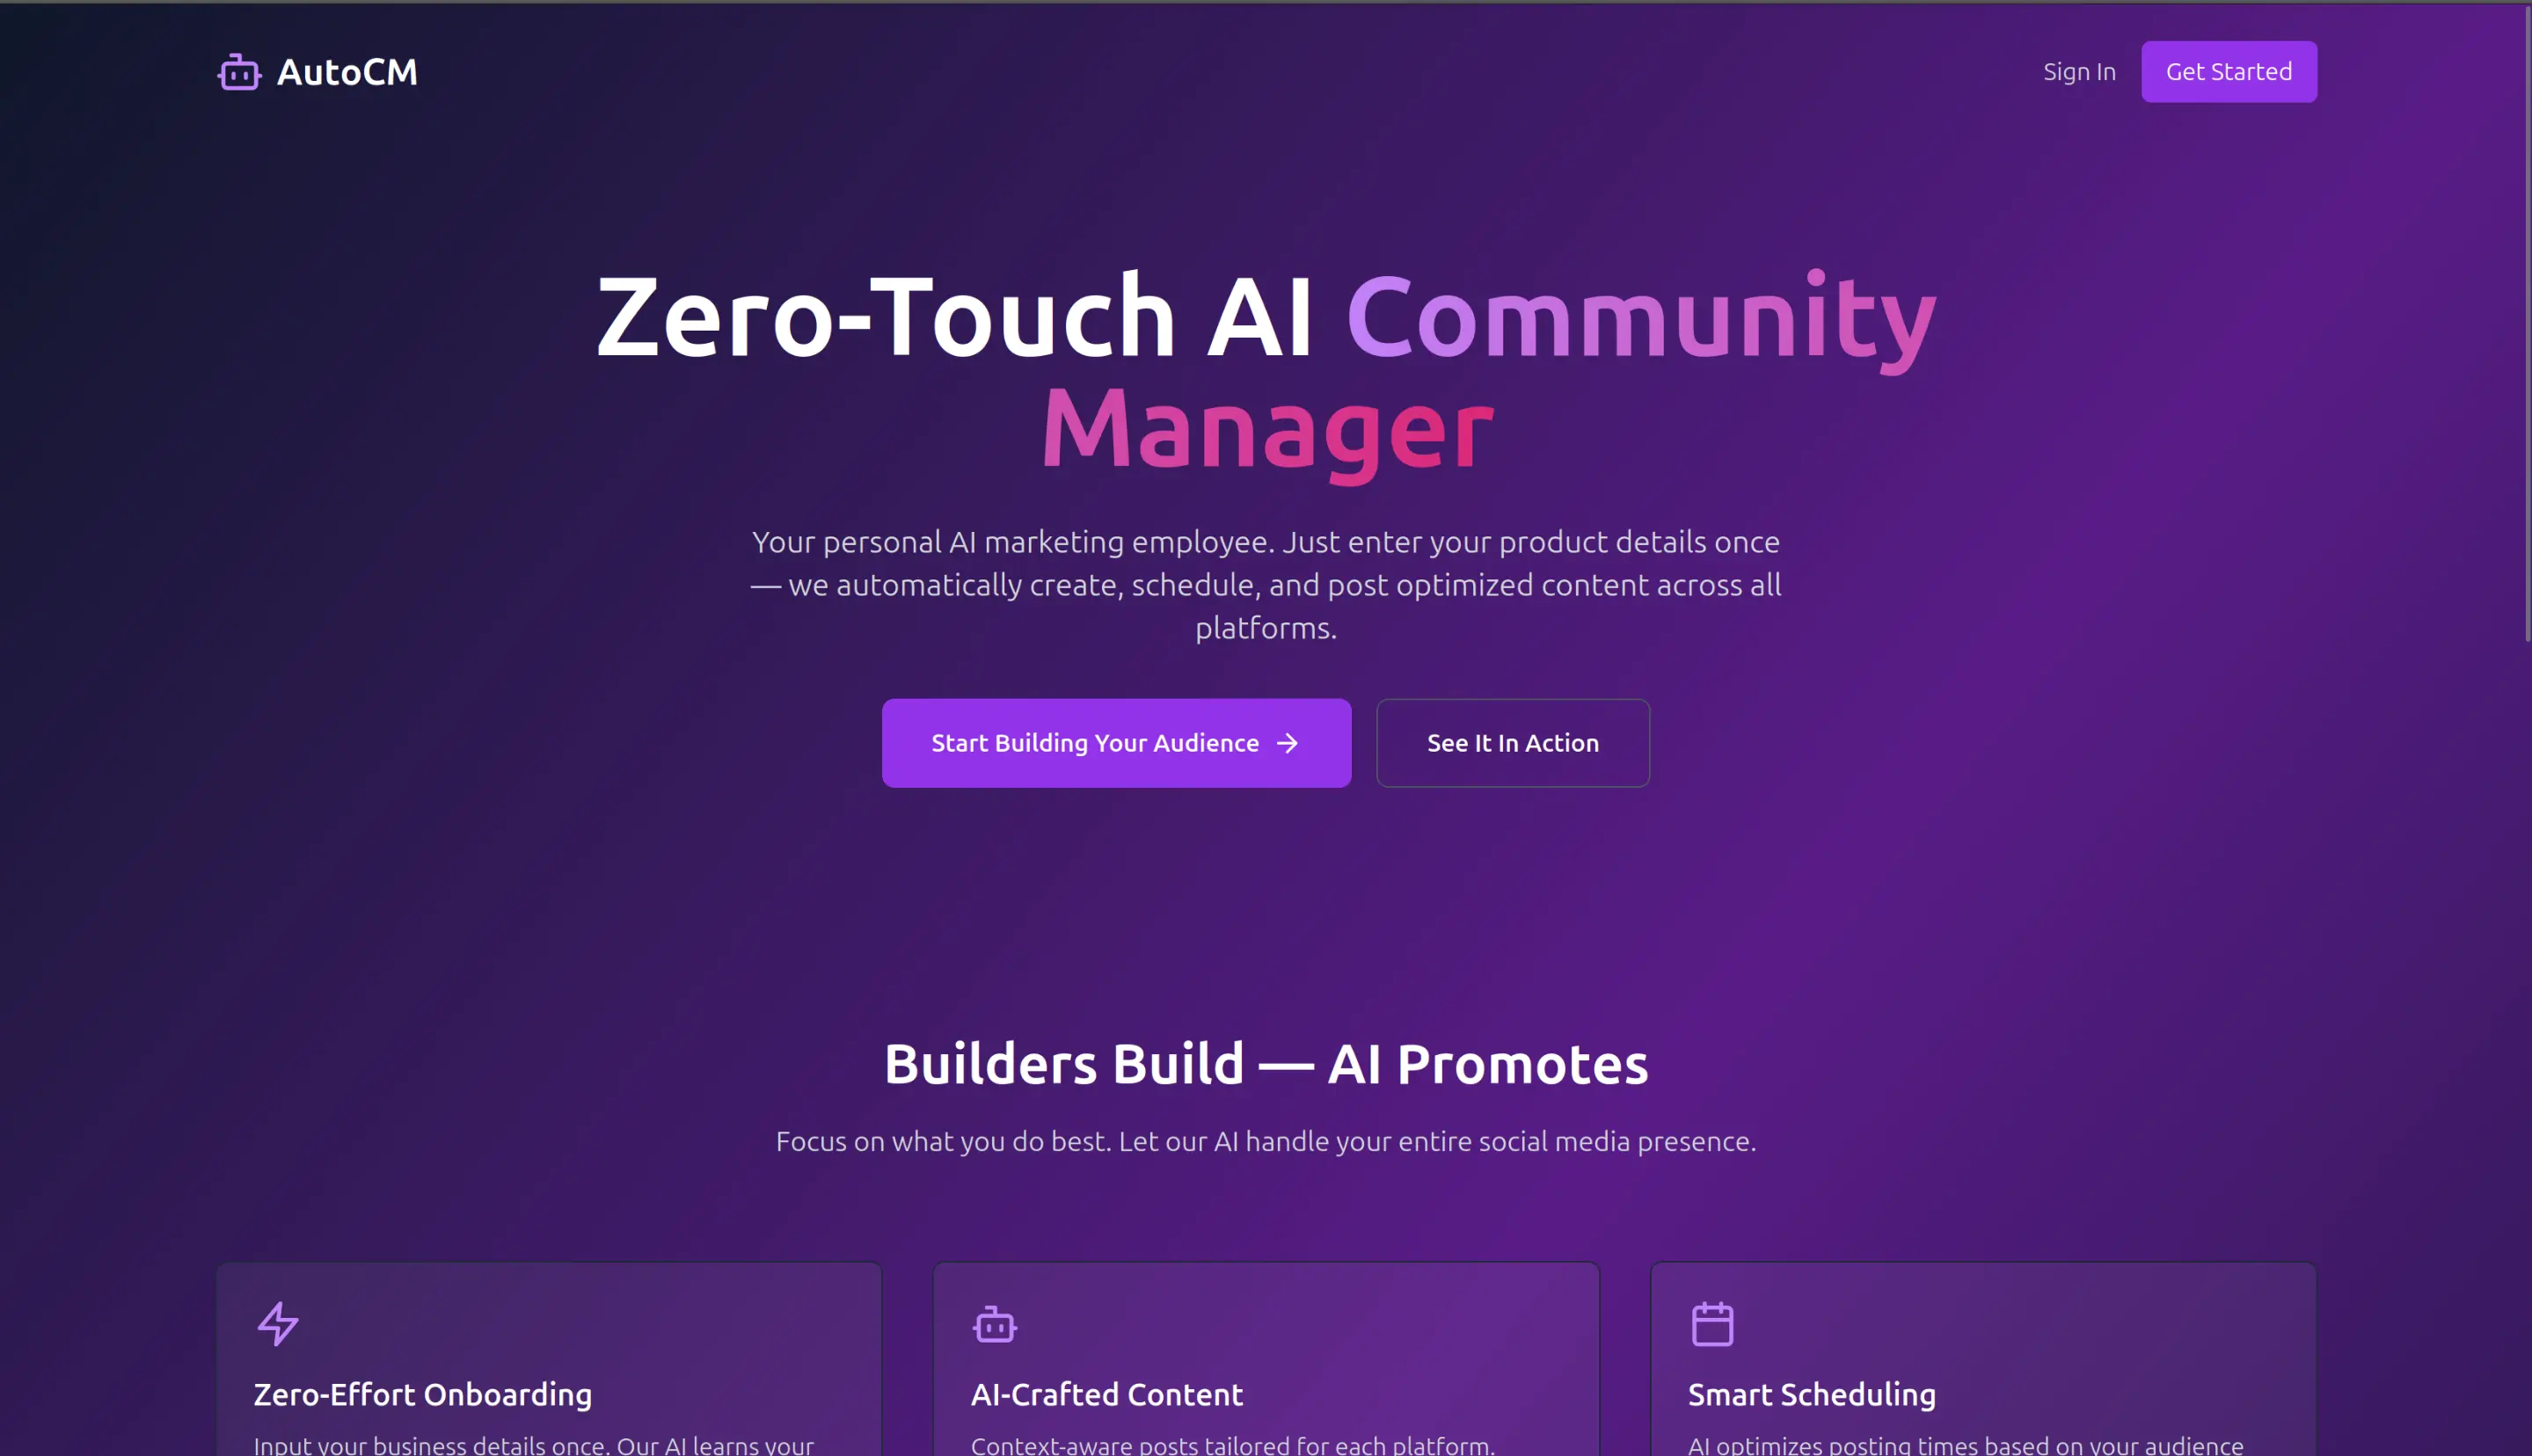 AutoCM
Sign In
Get Started
Zero-Touch AI Community
Manager
Your personal AI marketing employee. Just enter your product details once
— we automatically create, schedule, and post optimized content across all
platforms.
Start Building Your Audience
See It In Action
Builders Build — AI Promotes
Focus on what you do best. Let our AI handle your entire social media presence.
Zero-Effort Onboarding
Input your business details once. Our AI learns your
AI-Crafted Content
Context-aware posts tailored for each platform.
Smart Scheduling
AI optimizes posting times based on your audience